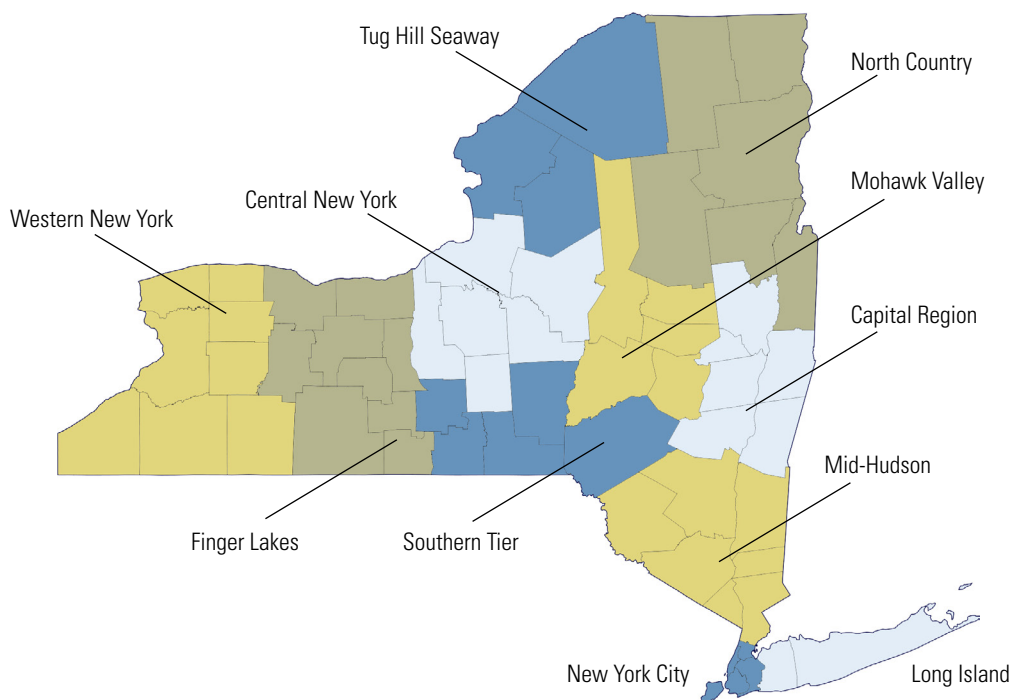 Tug Hill Seaway
North Country
Mohawk Valley
Central New York
Western New York
Capital Region
Mid-Hudson
Finger Lakes
Southern Tier
New York City
Long Island